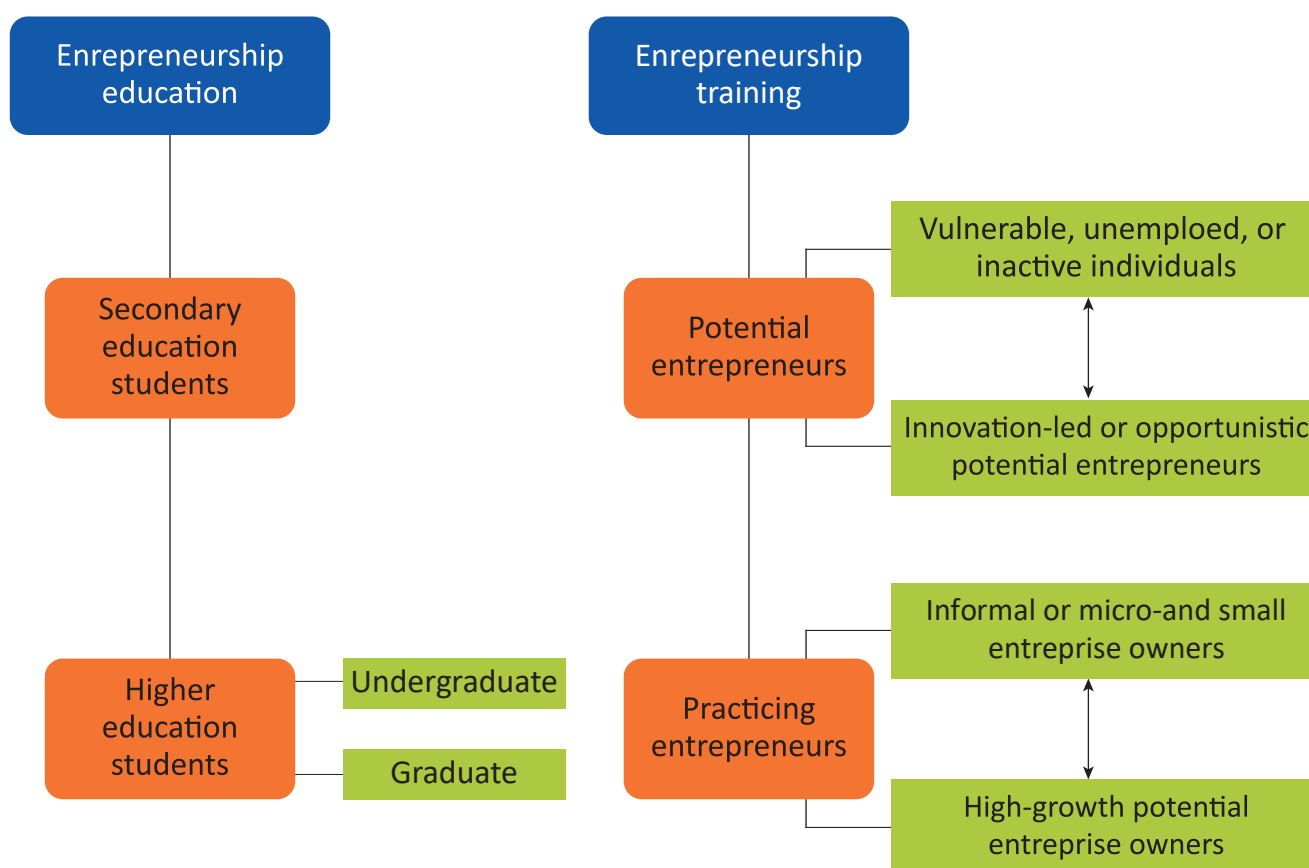 Enrepreneurship
education
Secondary
education
students
Higher
education
students
Undergraduate
Graduate
Enrepreneurship
training
Potential
entrepreneurs
Vulnerable, unemploed, or
inactive individuals
Innovation-led or opportunistic
potential entrepreneurs
Practicing
entrepreneurs
Informal or micro-and small
entreprise owners
High-growth potential
entreprise owners